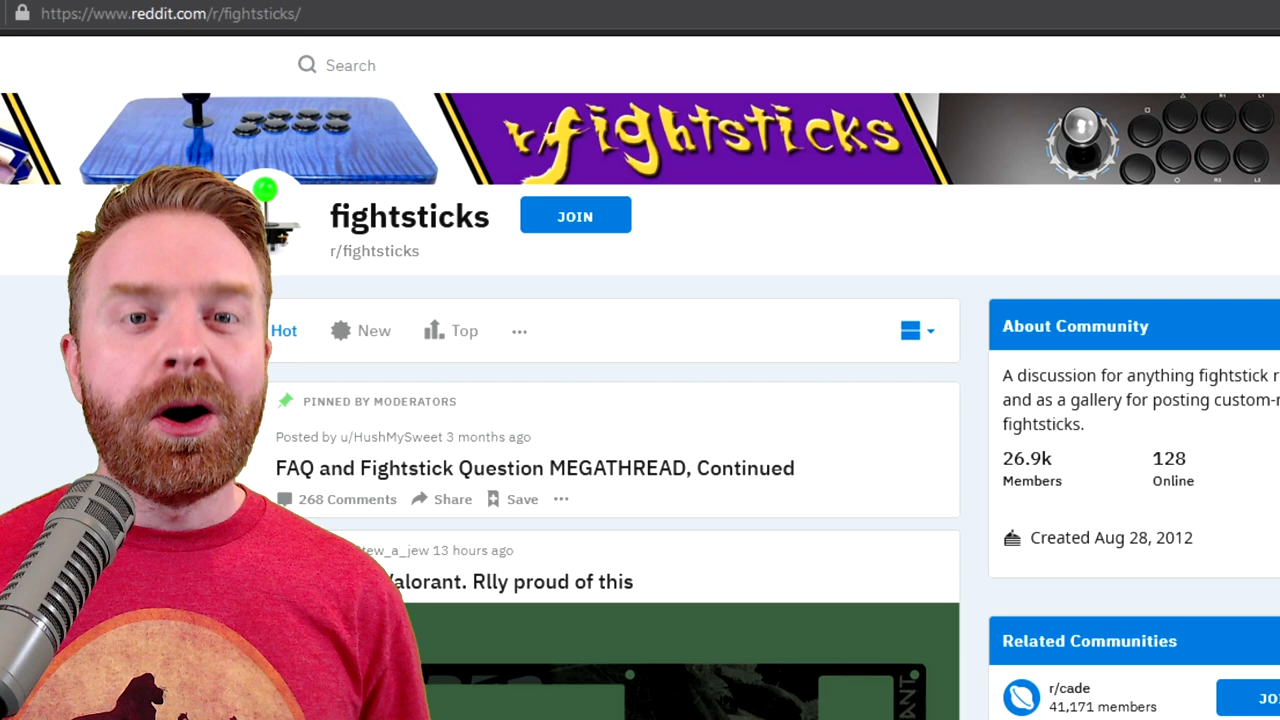 https://www.reddit.com/r/fightsticks/
Search
r/fightsticks
fightsticks
JOIN
r/fightsticks
Hot
New
Top
PINNED BY MODERATORS
Posted by u/HushMySweet 3 months ago
FAQ and Fightstick Question MEGATHREAD, Continued
268 Comments
Share
Save
tew_a_jew 13 hours ago
Valorant. Rlly proud of this
About Community
A discussion for anything fightstick r
and as a gallery for posting custom-
fightsticks.
26.9k
128
Members
Online
Created Aug 28, 2012
Related Communities
r/cade
41,171 members
JO